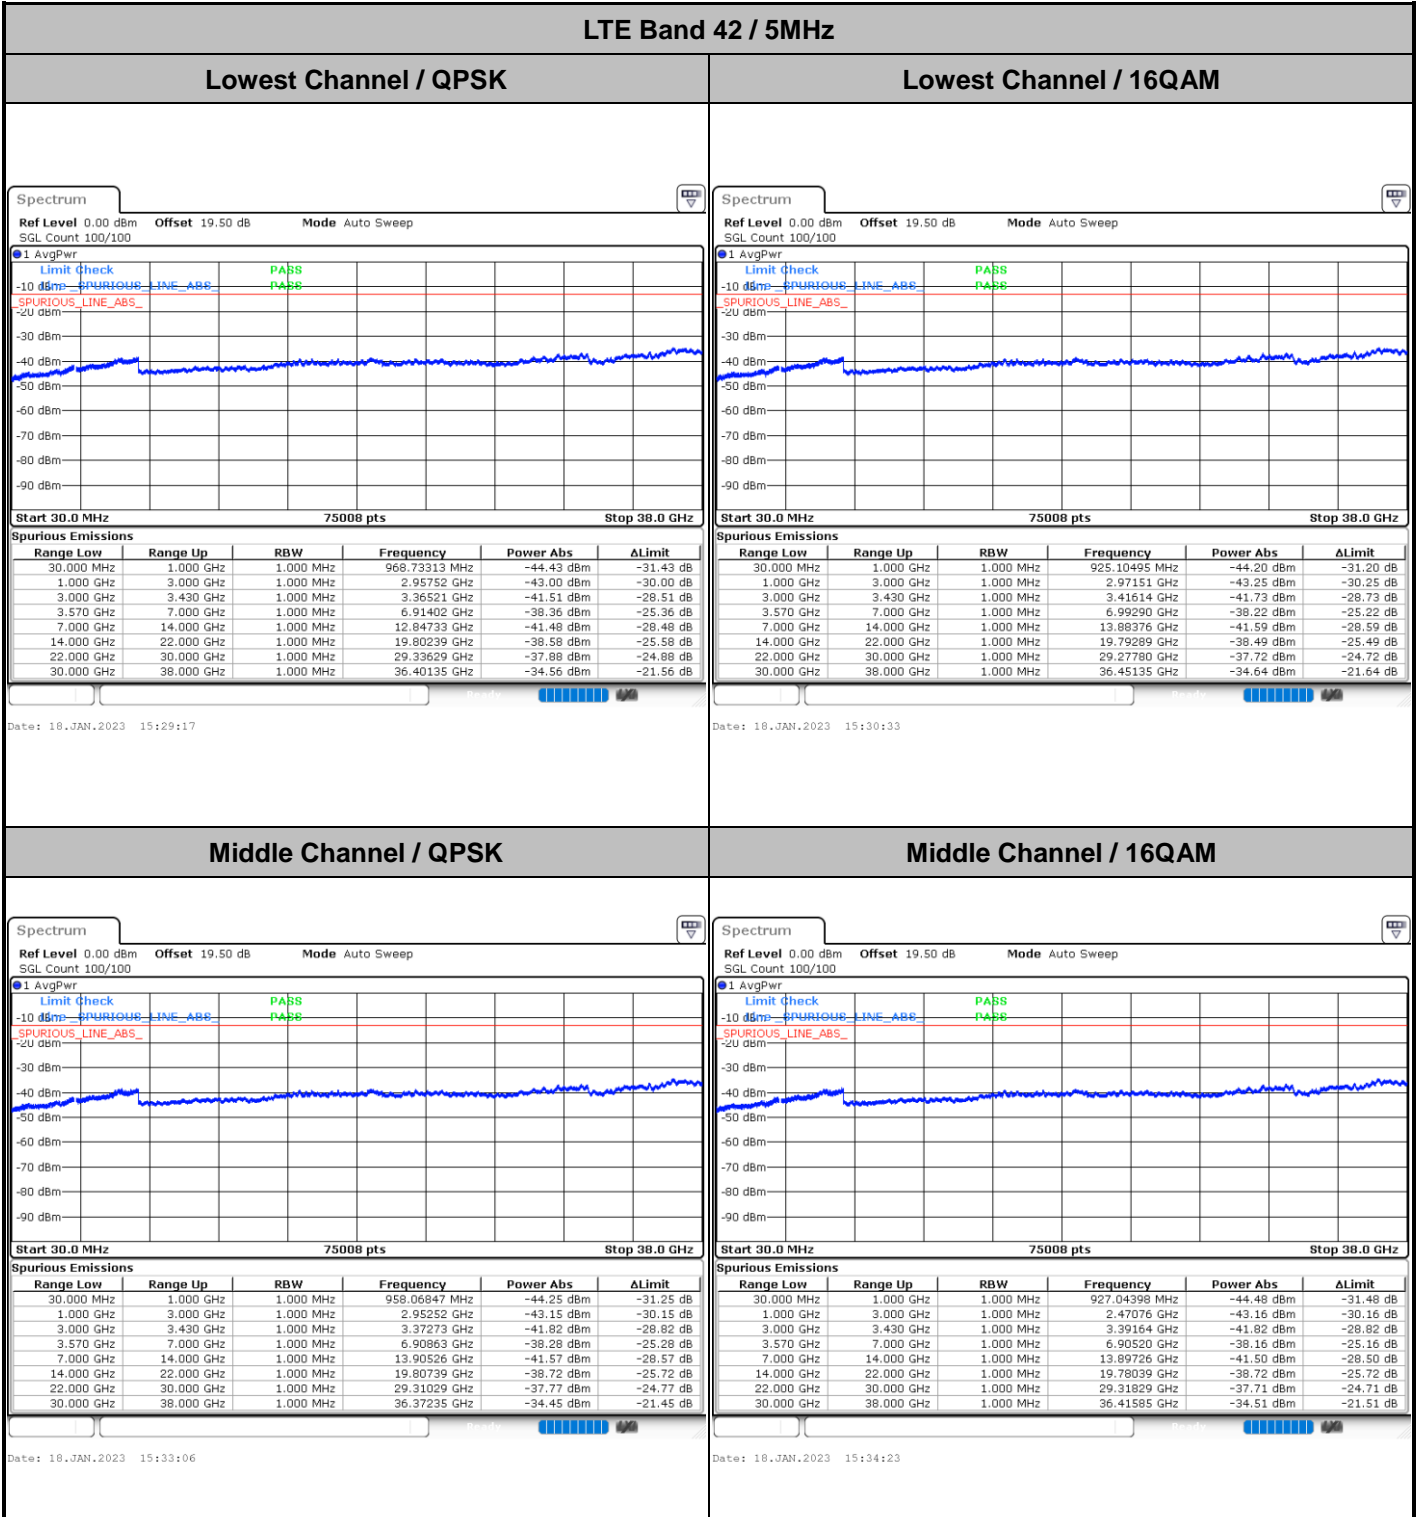 LTE Band 42 / 5MHz
Lowest Channel / QPSK
Lowest Channel / 16QAM
Spectrum
Ref Level 0.00 dBm Offset 19.50 dB Mode Auto Sweep
SGL Count 100/100
1 AvgPwr
Limit Check PASS
-10 dBm Line _SPURIOUS_LINE_ABS_ PASS
_SPURIOUS_LINE_ABS_
-20 dBm
-30 dBm
-40 dBm
-50 dBm
-60 dBm
-70 dBm
-80 dBm
-90 dBm
Start 30.0 MHz 75008 pts Stop 38.0 GHz
Spurious Emissions
Range Low Range Up RBW Frequency Power Abs ΔLimit
30.000 MHz 1.000 GHz 1.000 MHz 968.73313 MHz -44.43 dBm -31.43 dB
1.000 GHz 3.000 GHz 1.000 MHz 2.95752 GHz -43.00 dBm -30.00 dB
3.000 GHz 3.430 GHz 1.000 MHz 3.36521 GHz -41.51 dBm -28.51 dB
3.570 GHz 7.000 GHz 1.000 MHz 6.91402 GHz -38.36 dBm -25.36 dB
7.000 GHz 14.000 GHz 1.000 MHz 12.84733 GHz -41.48 dBm -28.48 dB
14.000 GHz 22.000 GHz 1.000 MHz 19.80239 GHz -38.58 dBm -25.58 dB
22.000 GHz 30.000 GHz 1.000 MHz 29.33629 GHz -37.88 dBm -24.88 dB
30.000 GHz 38.000 GHz 1.000 MHz 36.40135 GHz -34.56 dBm -21.56 dB
Ready
Date: 18.JAN.2023 15:29:17
Spectrum
Ref Level 0.00 dBm Offset 19.50 dB Mode Auto Sweep
SGL Count 100/100
1 AvgPwr
Limit Check PASS
-10 dBm Line _SPURIOUS_LINE_ABS_ PASS
_SPURIOUS_LINE_ABS_
-20 dBm
-30 dBm
-40 dBm
-50 dBm
-60 dBm
-70 dBm
-80 dBm
-90 dBm
Start 30.0 MHz 75008 pts Stop 38.0 GHz
Spurious Emissions
Range Low Range Up RBW Frequency Power Abs ΔLimit
30.000 MHz 1.000 GHz 1.000 MHz 925.10495 MHz -44.20 dBm -31.20 dB
1.000 GHz 3.000 GHz 1.000 MHz 2.97151 GHz -43.25 dBm -30.25 dB
3.000 GHz 3.430 GHz 1.000 MHz 3.41614 GHz -41.73 dBm -28.73 dB
3.570 GHz 7.000 GHz 1.000 MHz 6.99290 GHz -38.22 dBm -25.22 dB
7.000 GHz 14.000 GHz 1.000 MHz 13.88376 GHz -41.59 dBm -28.59 dB
14.000 GHz 22.000 GHz 1.000 MHz 19.79289 GHz -38.49 dBm -25.49 dB
22.000 GHz 30.000 GHz 1.000 MHz 29.27780 GHz -37.72 dBm -24.72 dB
30.000 GHz 38.000 GHz 1.000 MHz 36.45135 GHz -34.64 dBm -21.64 dB
Ready
Date: 18.JAN.2023 15:30:33
Middle Channel / QPSK
Middle Channel / 16QAM
Spectrum
Ref Level 0.00 dBm Offset 19.50 dB Mode Auto Sweep
SGL Count 100/100
1 AvgPwr
Limit Check PASS
-10 dBm Line _SPURIOUS_LINE_ABS_ PASS
_SPURIOUS_LINE_ABS_
-20 dBm
-30 dBm
-40 dBm
-50 dBm
-60 dBm
-70 dBm
-80 dBm
-90 dBm
Start 30.0 MHz 75008 pts Stop 38.0 GHz
Spurious Emissions
Range Low Range Up RBW Frequency Power Abs ΔLimit
30.000 MHz 1.000 GHz 1.000 MHz 958.06847 MHz -44.25 dBm -31.25 dB
1.000 GHz 3.000 GHz 1.000 MHz 2.95252 GHz -43.15 dBm -30.15 dB
3.000 GHz 3.430 GHz 1.000 MHz 3.37273 GHz -41.82 dBm -28.82 dB
3.570 GHz 7.000 GHz 1.000 MHz 6.90863 GHz -38.28 dBm -25.28 dB
7.000 GHz 14.000 GHz 1.000 MHz 13.90526 GHz -41.57 dBm -28.57 dB
14.000 GHz 22.000 GHz 1.000 MHz 19.80739 GHz -38.72 dBm -25.72 dB
22.000 GHz 30.000 GHz 1.000 MHz 29.31029 GHz -37.77 dBm -24.77 dB
30.000 GHz 38.000 GHz 1.000 MHz 36.37235 GHz -34.45 dBm -21.45 dB
Ready
Date: 18.JAN.2023 15:33:06
Spectrum
Ref Level 0.00 dBm Offset 19.50 dB Mode Auto Sweep
SGL Count 100/100
1 AvgPwr
Limit Check PASS
-10 dBm Line _SPURIOUS_LINE_ABS_ PASS
_SPURIOUS_LINE_ABS_
-20 dBm
-30 dBm
-40 dBm
-50 dBm
-60 dBm
-70 dBm
-80 dBm
-90 dBm
Start 30.0 MHz 75008 pts Stop 38.0 GHz
Spurious Emissions
Range Low Range Up RBW Frequency Power Abs ΔLimit
30.000 MHz 1.000 GHz 1.000 MHz 927.04398 MHz -44.48 dBm -31.48 dB
1.000 GHz 3.000 GHz 1.000 MHz 2.47076 GHz -43.16 dBm -30.16 dB
3.000 GHz 3.430 GHz 1.000 MHz 3.39164 GHz -41.82 dBm -28.82 dB
3.570 GHz 7.000 GHz 1.000 MHz 6.90520 GHz -38.16 dBm -25.16 dB
7.000 GHz 14.000 GHz 1.000 MHz 13.89726 GHz -41.50 dBm -28.50 dB
14.000 GHz 22.000 GHz 1.000 MHz 19.78039 GHz -38.72 dBm -25.72 dB
22.000 GHz 30.000 GHz 1.000 MHz 29.31829 GHz -37.71 dBm -24.71 dB
30.000 GHz 38.000 GHz 1.000 MHz 36.41585 GHz -34.51 dBm -21.51 dB
Ready
Date: 18.JAN.2023 15:34:23